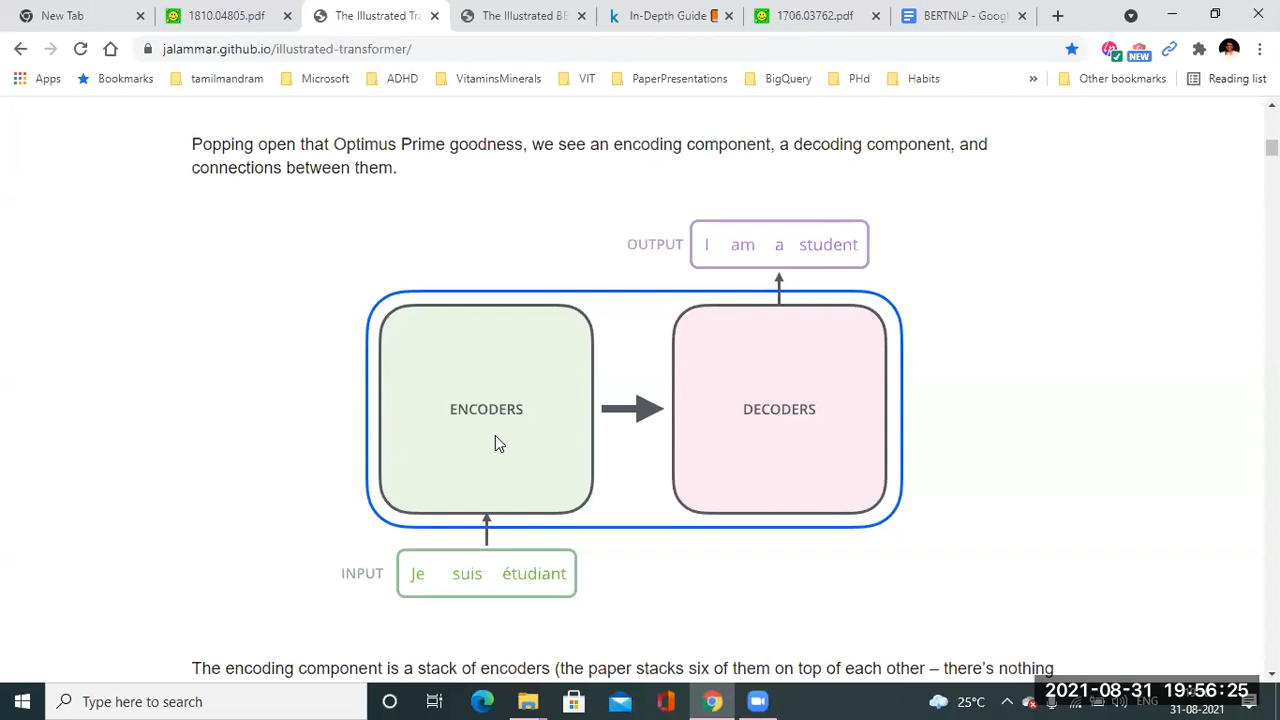 New Tab
1810.04805.pdf
The Illustrated Tra
The Illustrated BE
In-Depth Guide
1706.03762.pdf
BERTNLP - Googl
jalammar.github.io/illustrated-transformer/
NEW
Apps
Bookmarks
tamilmandram
Microsoft
ADHD
VitaminsMinerals
VIT
PaperPresentations
BigQuery
PHd
Habits
»
Other bookmarks
Reading list
Popping open that Optimus Prime goodness, we see an encoding component, a decoding component, and
connections between them.
OUTPUT I am a student
ENCODERS
DECODERS
INPUT Je suis étudiant
The encoding component is a stack of encoders (the paper stacks six of them on top of each other – there's nothing
Type here to search
25°C
ENG
2021-08-31 19:56:25
31-08-2021